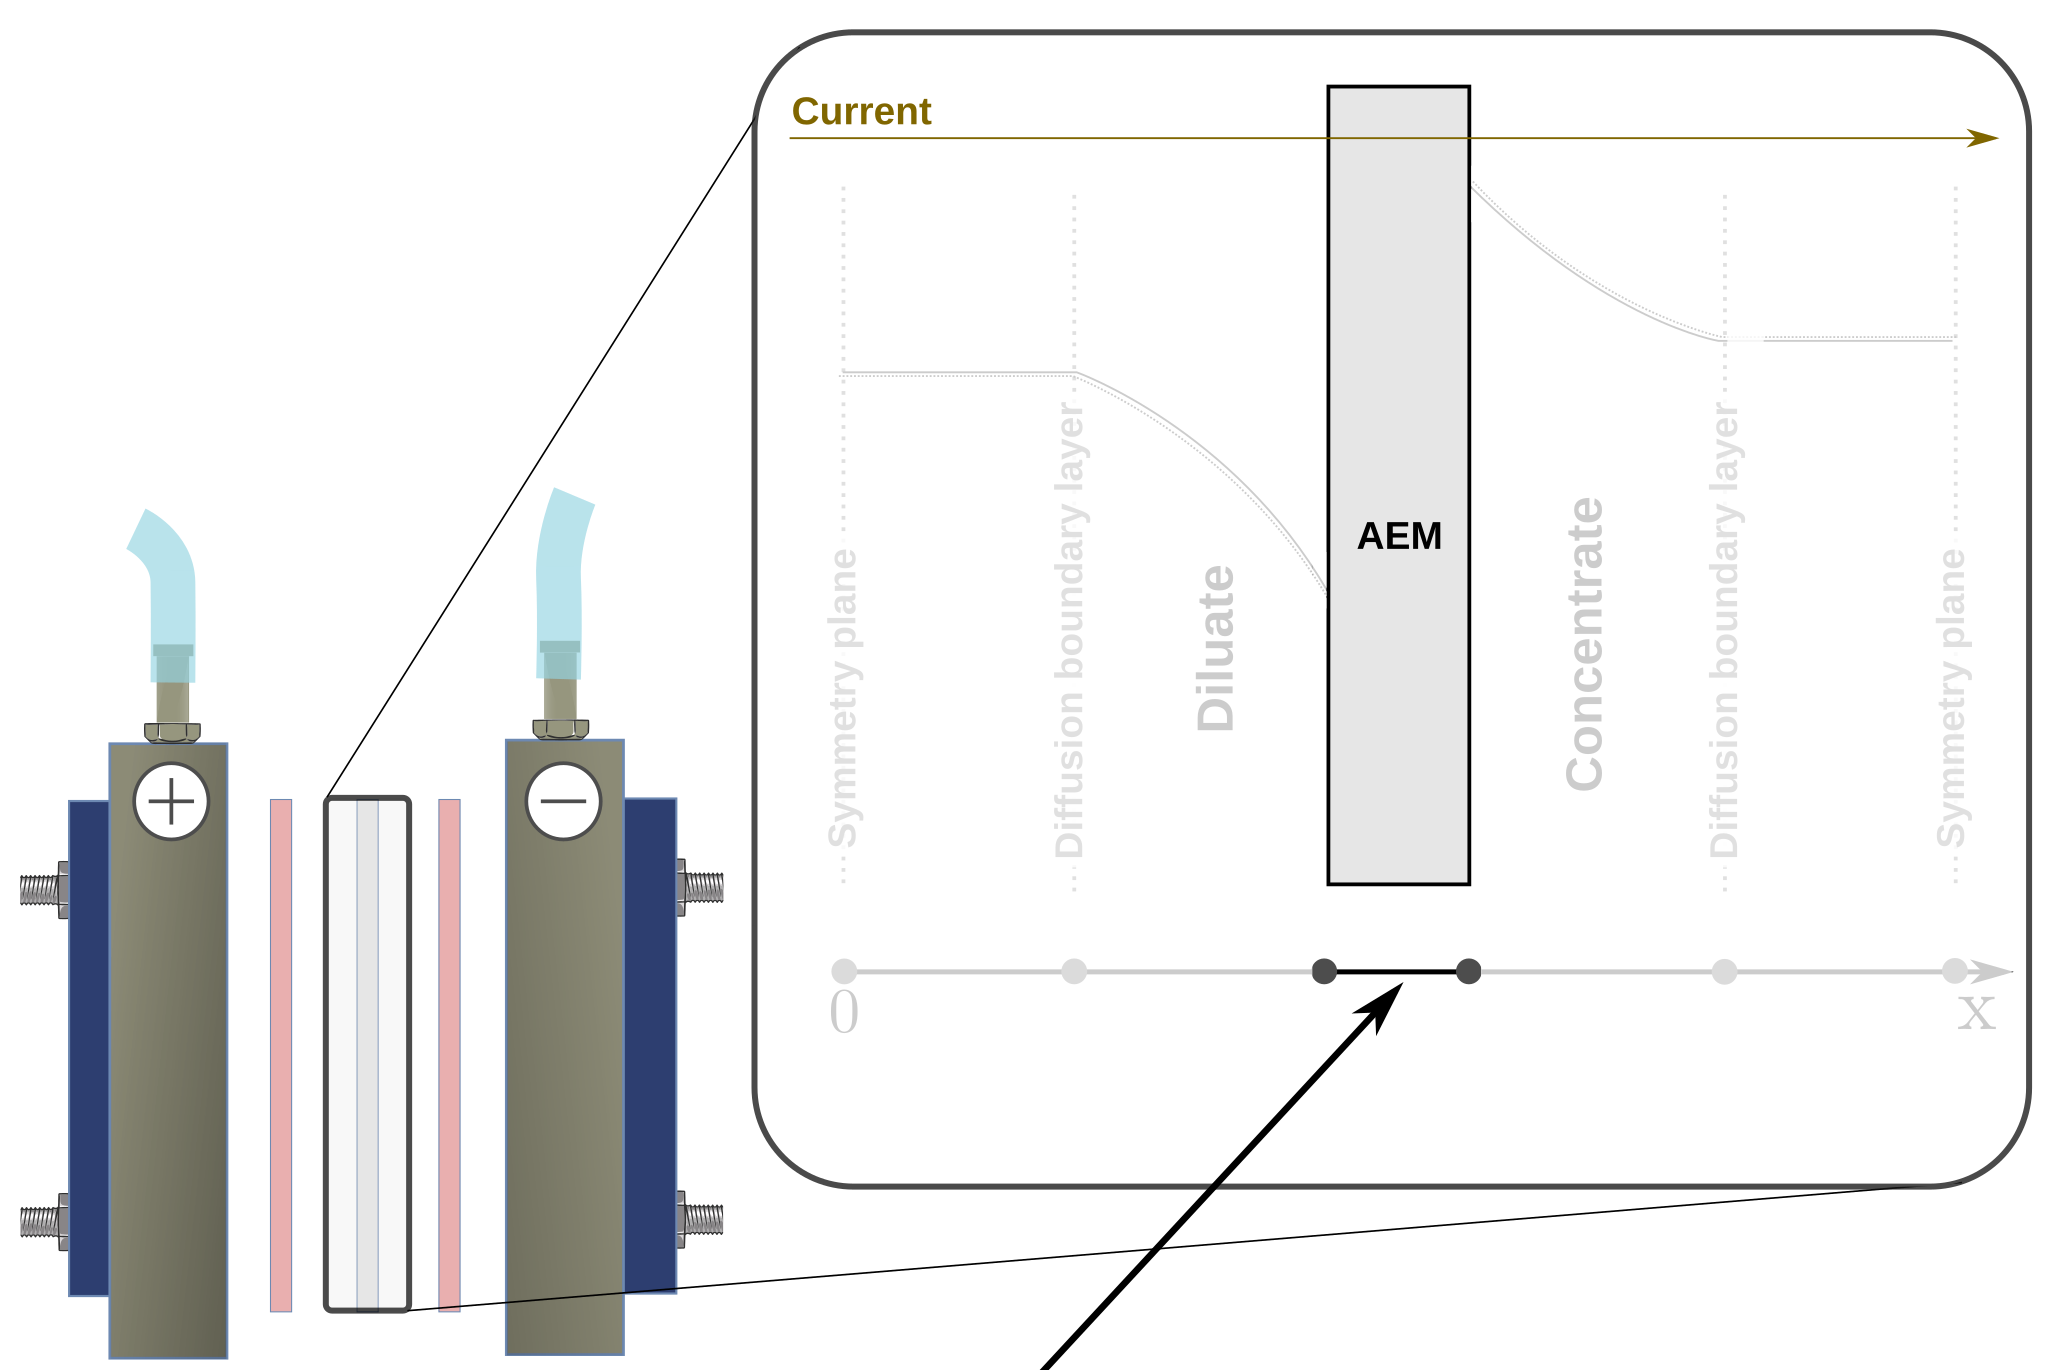 Current
AEM
Symmetry plane
Diffusion boundary layer
Diluate
Concentrate
Diffusion boundary layer
Symmetry plane
0
x
+
−